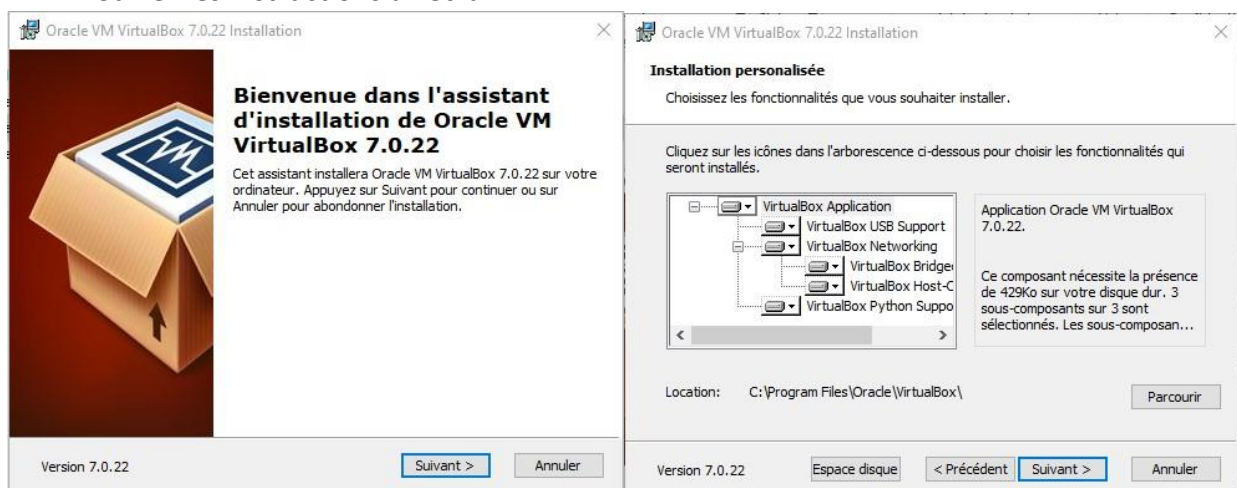 Oracle VM VirtualBox 7.0.22 Installation
Bienvenue dans l'assistant
d'installation de Oracle VM
VirtualBox 7.0.22
Cet assistant installera Oracle VM VirtualBox 7.0.22 sur votre
ordinateur. Appuyez sur Suivant pour continuer ou sur
Annuler pour abondonner l'installation.
Version 7.0.22
Suivant >
Annuler
Oracle VM VirtualBox 7.0.22 Installation
Installation personalisée
Choisissez les fonctionnalités que vous souhaiter installer.
Cliquez sur les icônes dans l'arborescence ci-dessous pour choisir les fonctionnalités qui
seront installés.
VirtualBox Application
VirtualBox USB Support
VirtualBox Networking
VirtualBox Bridge
VirtualBox Host-C
VirtualBox Python Suppo
Application Oracle VM VirtualBox
7.0.22.
Ce composant nécessite la présence
de 429Ko sur votre disque dur. 3
sous-composants sur 3 sont
sélectionnés. Les sous-composan...
Location: C:\Program Files\Oracle\VirtualBox\
Parcourir
Version 7.0.22
Espace disque
< Précédent
Suivant >
Annuler